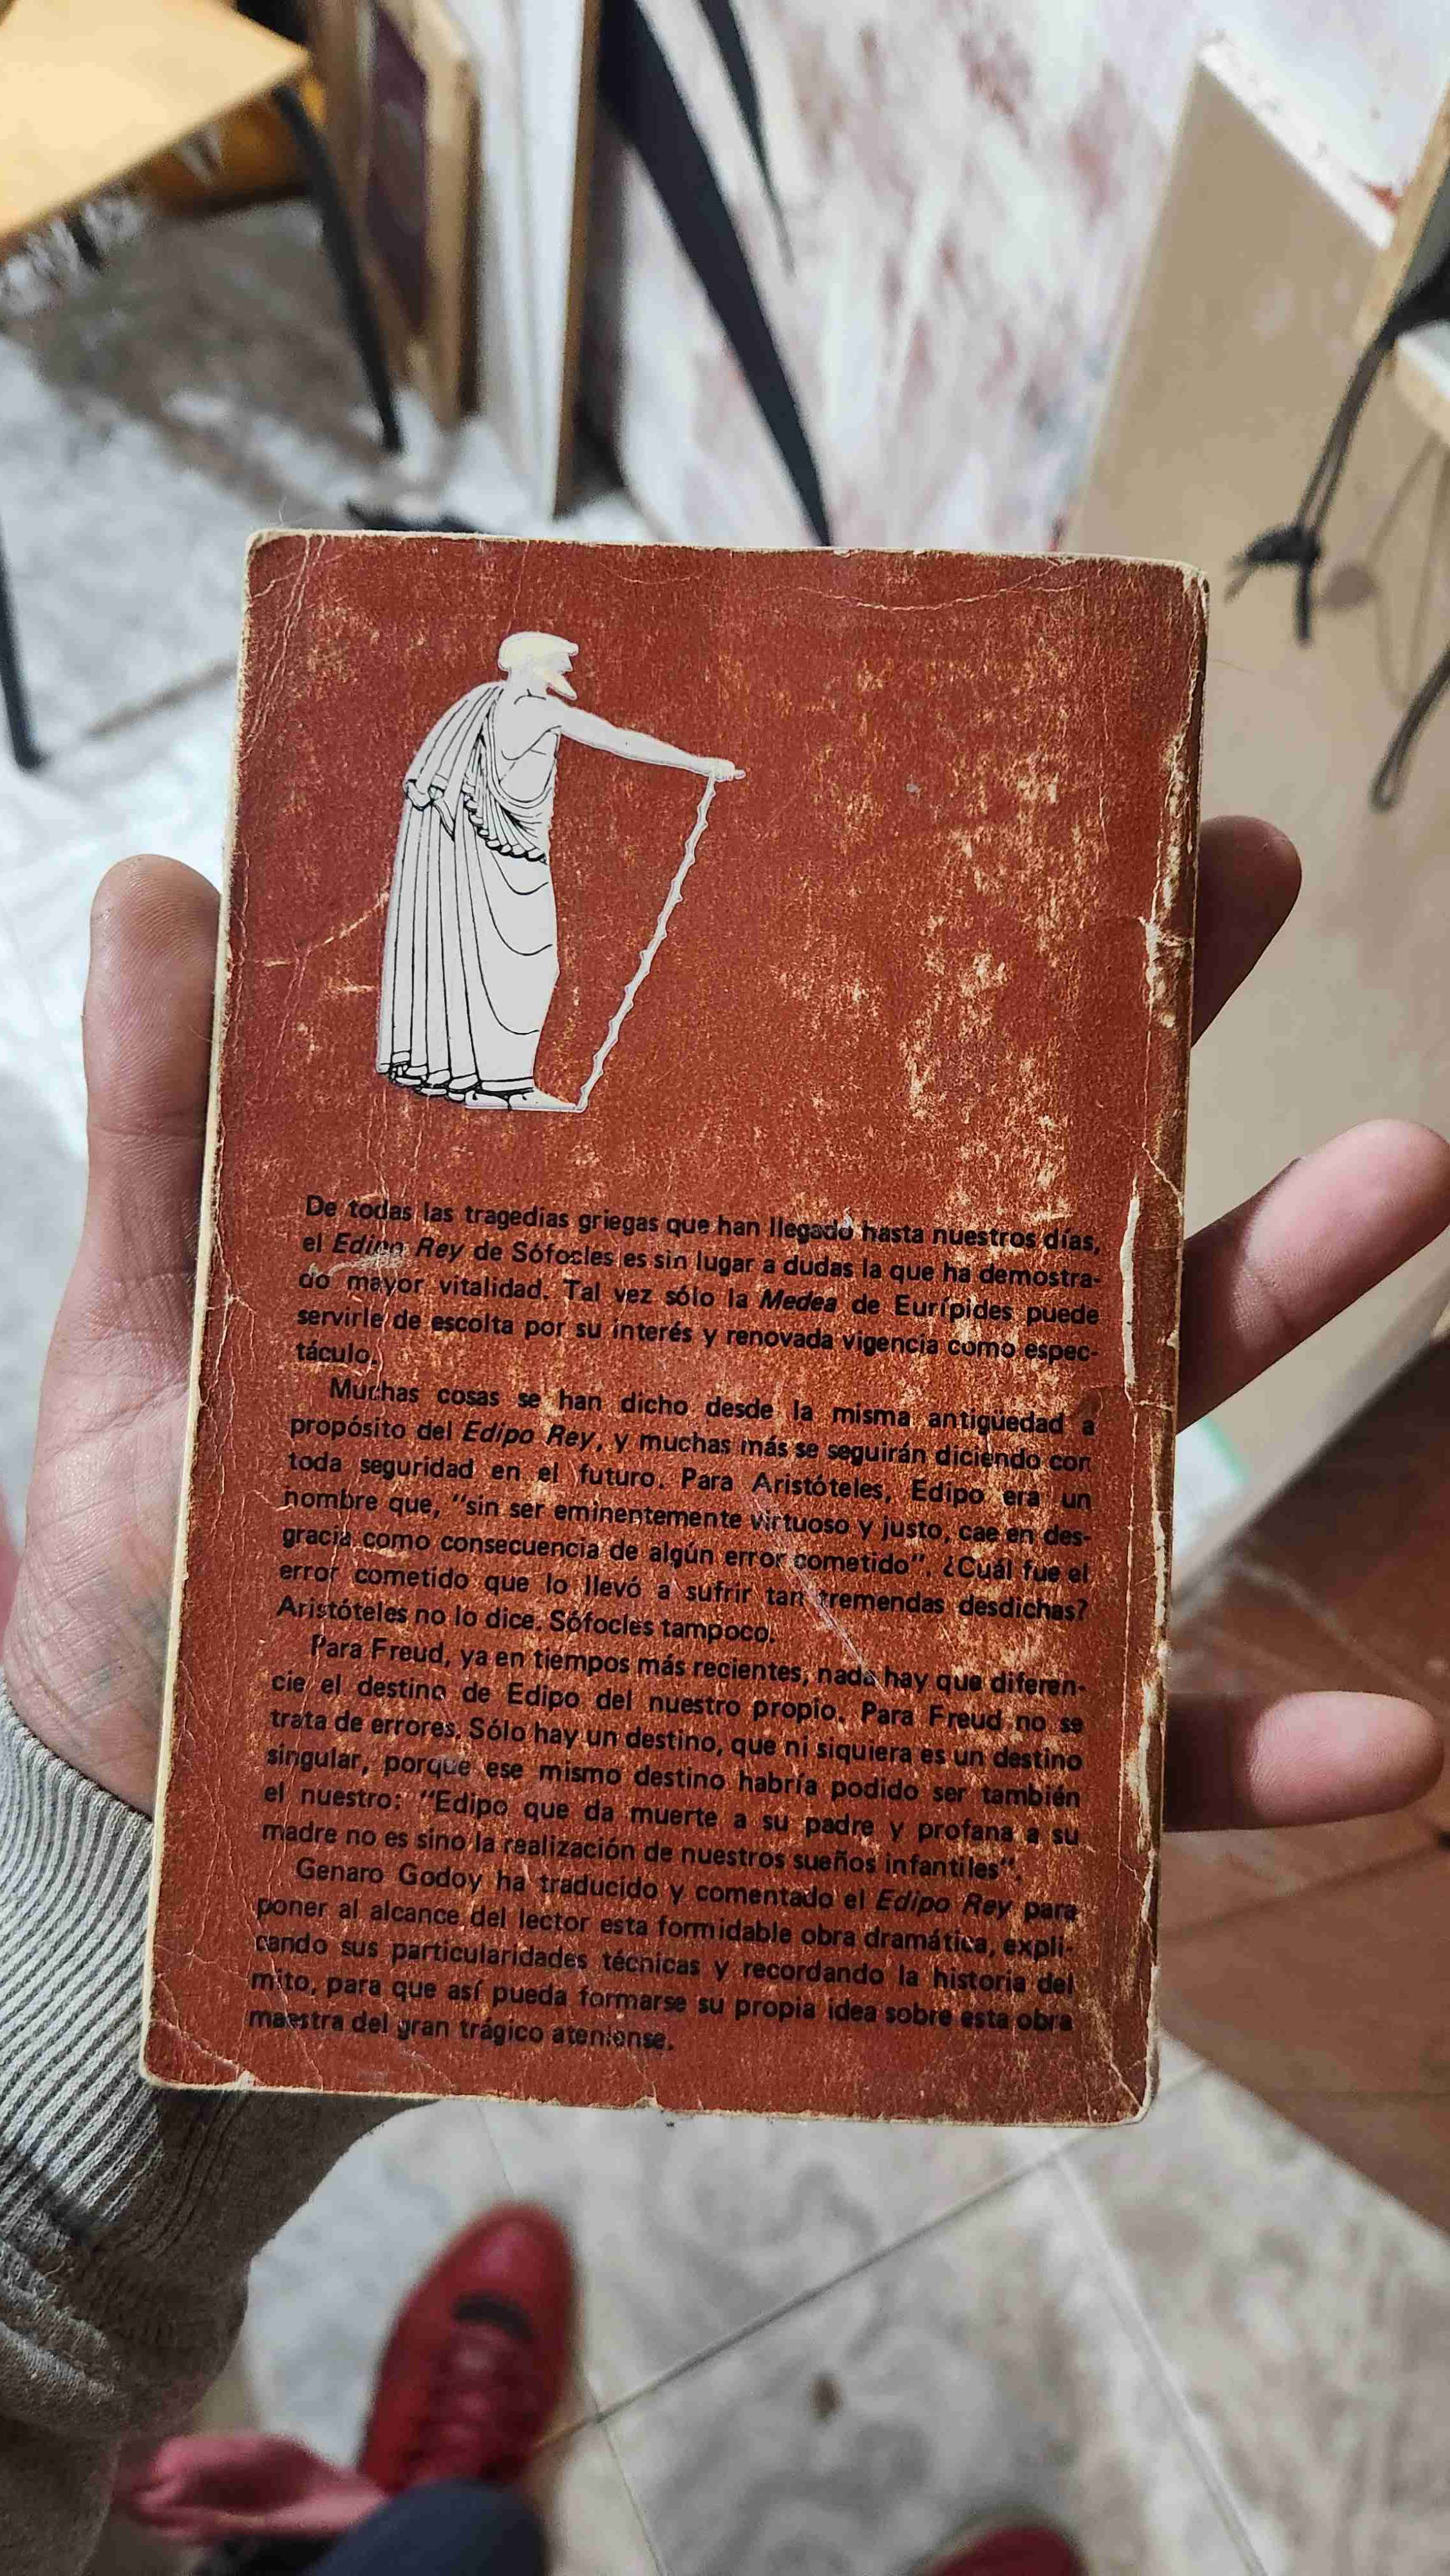 De todas las tragedias griegas que han llegado hasta nuestros días,
el Edipo Rey de Sófocles es sin lugar a dudas la que ha demostra-
do mayor vitalidad. Tal vez sólo la Medea de Eurípides puede
servirle de escolta por su interés y renovada vigencia como espec-
táculo.
Muchas cosas se han dicho desde la misma antigüedad a
propósito del Edipo Rey, y muchas más se seguirán diciendo con
toda seguridad en el futuro. Para Aristóteles, Edipo era un
hombre que, "sin ser eminentemente virtuoso y justo, cae en des-
gracia como consecuencia de algún error cometido". ¿Cuál fue el
error cometido que lo llevó a sufrir tan tremendas desdichas?
Aristóteles no lo dice. Sófocles tampoco.
Para Freud, ya en tiempos más recientes, nada hay que diferen-
cie el destino de Edipo del nuestro propio. Para Freud no se
trata de errores. Sólo hay un destino, que ni siquiera es un destino
singular, porque ese mismo destino habría podido ser también
el nuestro: "Edipo que da muerte a su padre y profana a su
madre no es sino la realización de nuestros sueños infantiles".
Genaro Godoy ha traducido y comentado el Edipo Rey para
poner al alcance del lector esta formidable obra dramática, expli-
cando sus particularidades técnicas y recordando la historia del
mito, para que así pueda formarse su propia idea sobre esta obra
maestra del gran trágico ateniense.